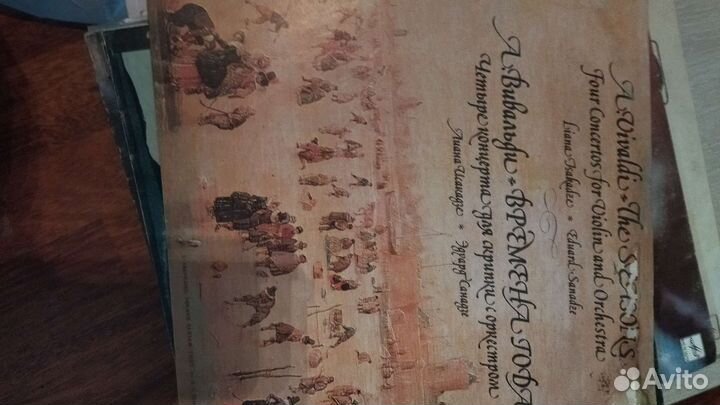 A. Vivaldi * The SEASONS
Four Concertos for Violin and Orchestra
Liana Isakadze * Eduard Sanadze
А. Вивальди * ВРЕМЕНА ГОДА
Четыре концерта для скрипки с оркестром
Лиана Исакадзе * Эдуард Санадзе
Avito